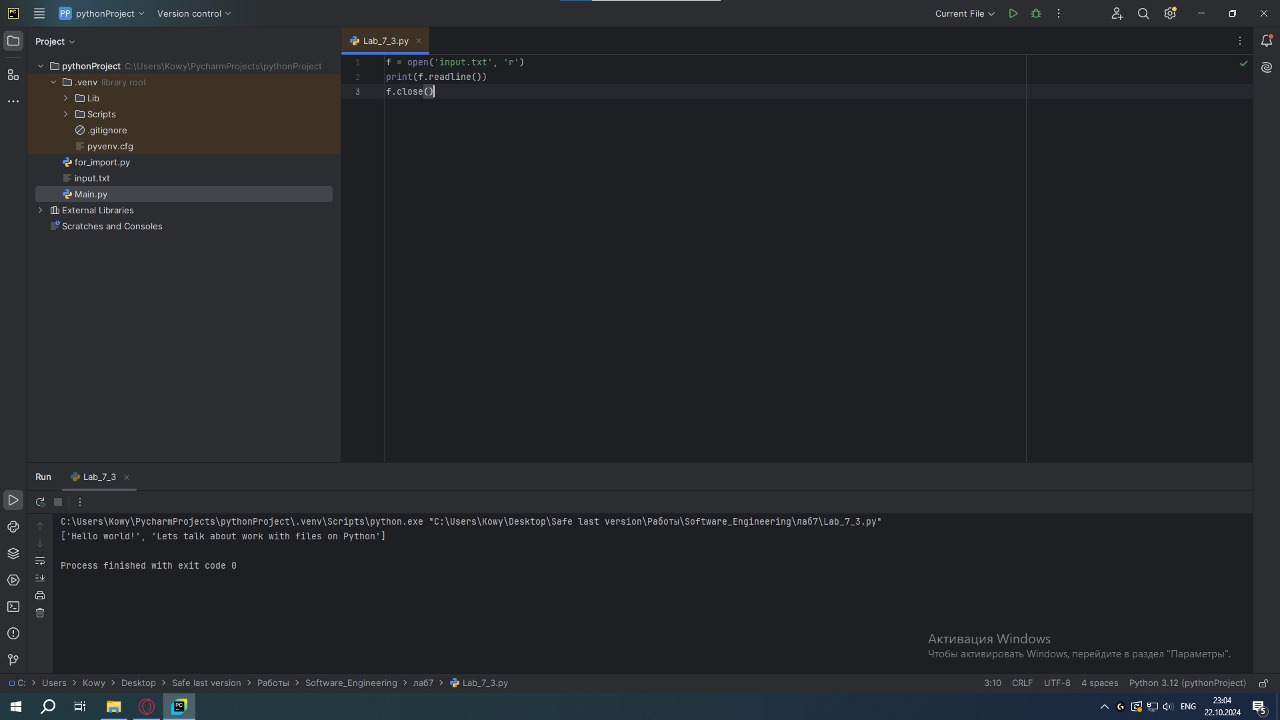 PP pythonProject Version control Current File
Project
Lab_7_3.py
pythonProject C:\Users\Kowy\PycharmProjects\pythonProject
.venv library root
Lib
Scripts
.gitignore
pyvenv.cfg
for_import.py
input.txt
Main.py
External Libraries
Scratches and Consoles
1 f = open('input.txt', 'r')
2 print(f.readline())
3 f.close()
Run Lab_7_3
C:\Users\Kowy\PycharmProjects\pythonProject\.venv\Scripts\python.exe "C:\Users\Kowy\Desktop\Safe last version\Работы\Software_Engineering\лаб7\Lab_7_3.py"
['Hello world!', 'Lets talk about work with files on Python']
Process finished with exit code 0
Активация Windows
Чтобы активировать Windows, перейдите в раздел "Параметры".
C: > Users > Kowy > Desktop > Safe last version > Работы > Software_Engineering > лаб7 > Lab_7_3.py 3:10 CRLF UTF-8 4 spaces Python 3.12 (pythonProject)
ENG
23:04
22.10.2024